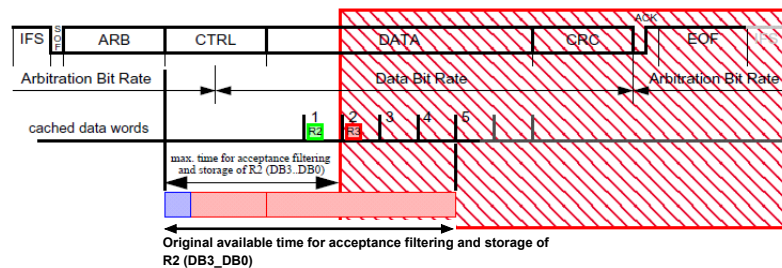 ACK
IFS SOF ARB CTRL DATA CRC EOF IFS
Arbitration Bit Rate Data Bit Rate Arbitration Bit Rate
1 2 3 4 5
cached data words R2 R3
max. time for acceptance filtering
and storage of R2 (DB3..DB0)
Original available time for acceptance filtering and storage of
R2 (DB3_DB0)